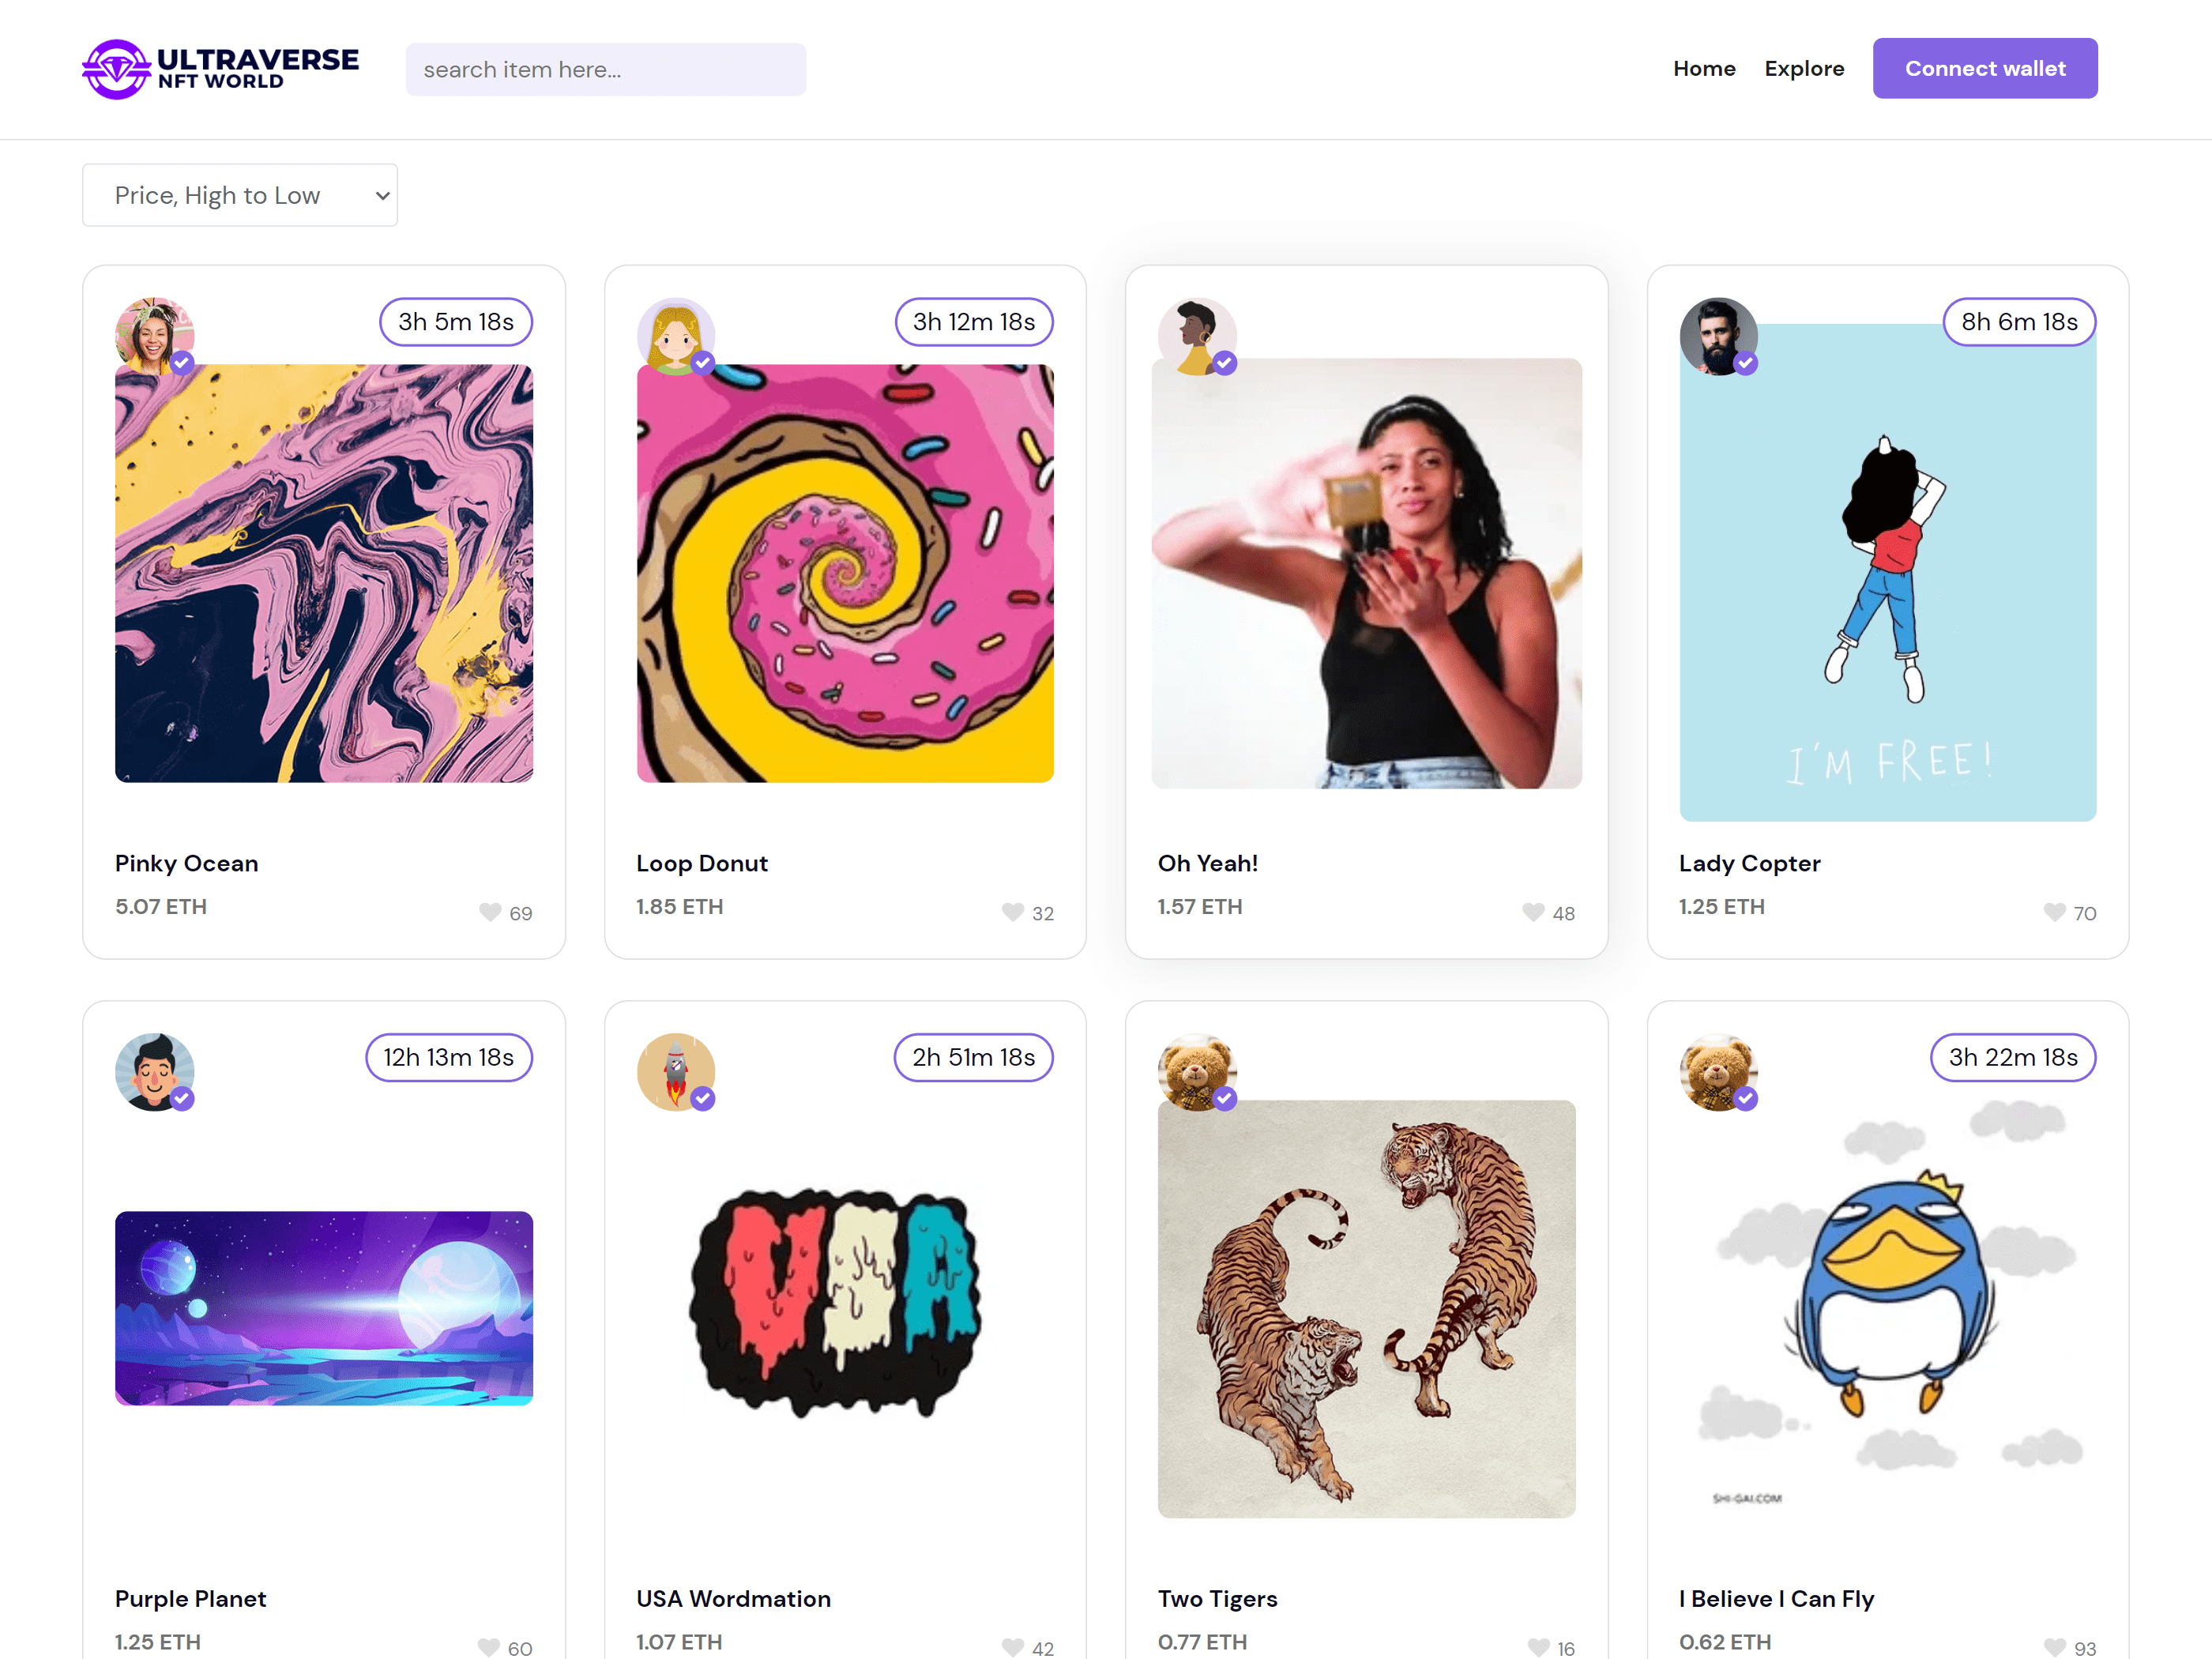 ULTRAVERSE
NFT WORLD
search item here...
Home
Explore
Connect wallet
Price, High to Low
3h 5m 18s
3h 12m 18s
8h 6m 18s
I'M FREE!
Pinky Ocean
Loop Donut
Oh Yeah!
Lady Copter
5.07 ETH
69
1.85 ETH
32
1.57 ETH
48
1.25 ETH
70
12h 13m 18s
2h 51m 18s
3h 22m 18s
USA
SHI-GAI.COM
Purple Planet
USA Wordmation
Two Tigers
I Believe I Can Fly
1.25 ETH
60
1.07 ETH
42
0.77 ETH
16
0.62 ETH
93